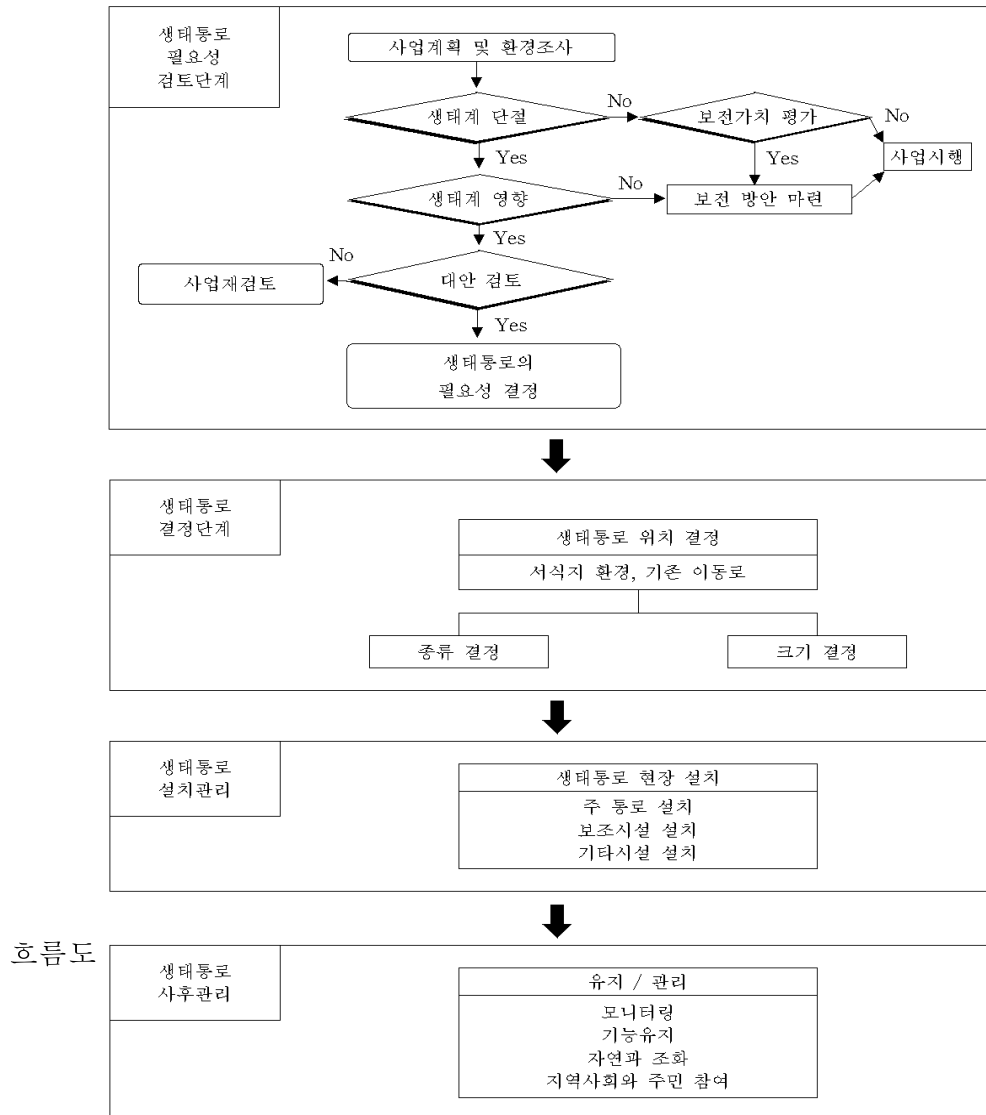 생태통로
필요성
검토단계
사업계획 및 환경조사
생태계 단절
No
보전가치 평가
No
Yes
Yes
사업시행
생태계 영향
No
보전 방안 마련
Yes
No
대안 검토
사업재검토
Yes
생태통로의
필요성 결정
생태통로
결정단계
생태통로 위치 결정
서식지 환경, 기존 이동로
종류 결정
크기 결정
생태통로
설치관리
생태통로 현장 설치
주 통로 설치
보조시설 설치
기타시설 설치
흐름도
생태통로
사후관리
유지 / 관리
모니터링
기능유지
자연과 조화
지역사회와 주민 참여